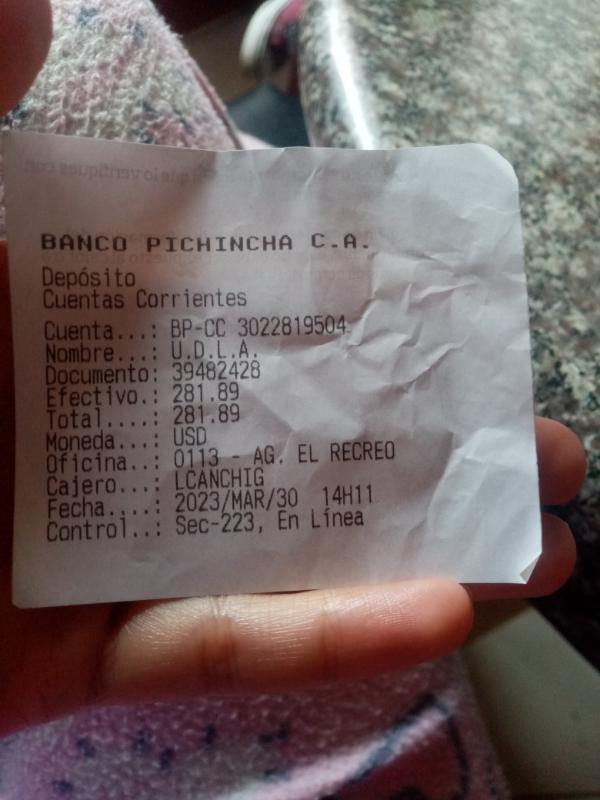 BANCO PICHINCHA C.A.
Depósito
Cuentas Corrientes
Cuenta...: BP-CC 3022819504
Nombre...: U.D.L.A.
Documento: 39482428
Efectivo.: 281.89
Total....: 281.89
Moneda...: USD
Oficina..: 0113 - AG. EL RECREO
Cajero...: LCANCHIG
Fecha....: 2023/MAR/30 14H11
Control..: Sec-223, En Línea